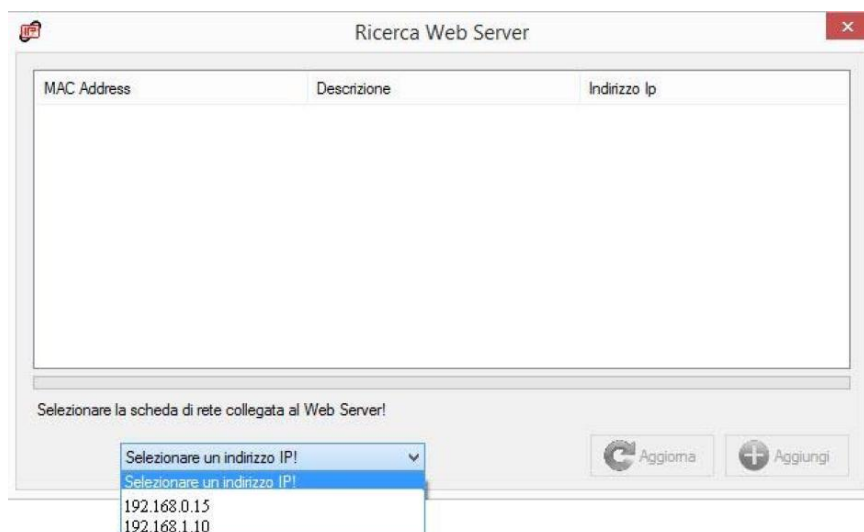 Ricerca Web Server
MAC Address Descrizione Indirizzo Ip
Selezionare la scheda di rete collegata al Web Server!
Selezionare un indirizzo IP!
Aggiorna Aggiungi
Selezionare un indirizzo IP!
192.168.0.15
192.168.1.10